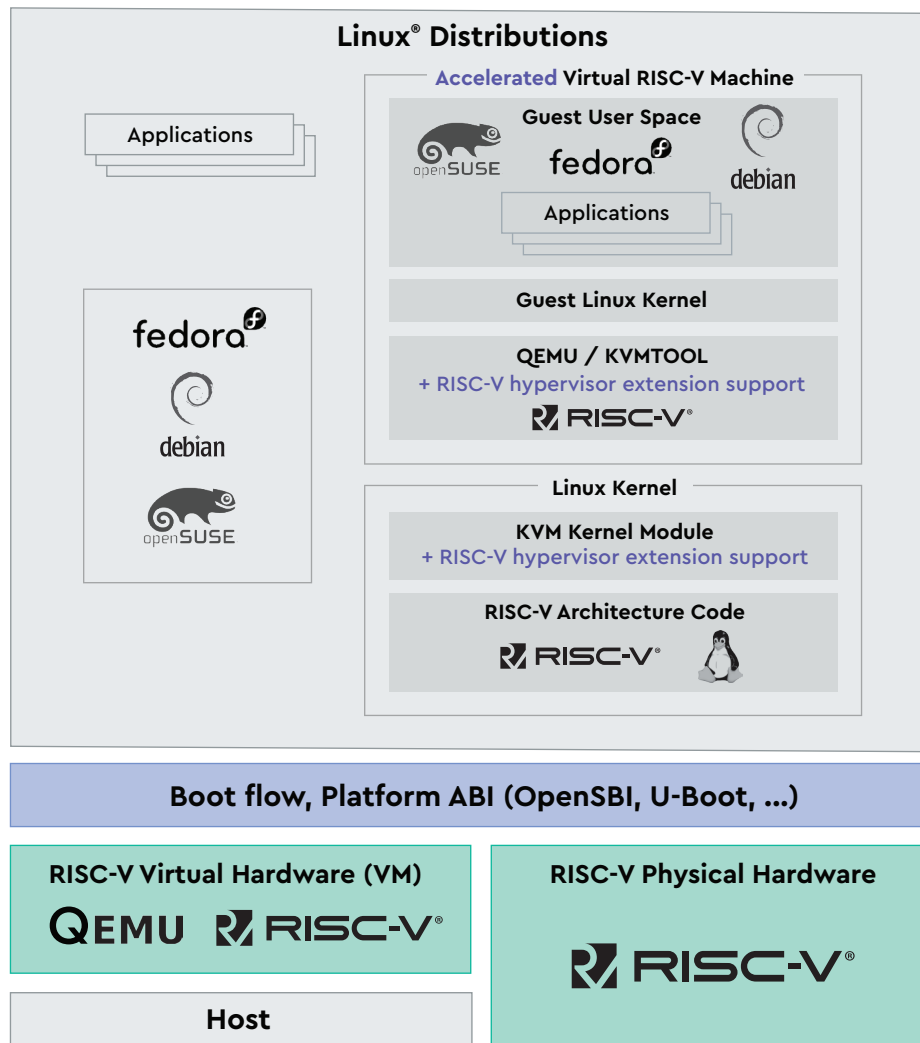 Linux® Distributions
Accelerated Virtual RISC-V Machine
Applications
Guest User Space
openSUSE
fedora
debian
Applications
Guest Linux Kernel
QEMU / KVMTOOL
+ RISC-V hypervisor extension support
RISC-V®
fedora
debian
openSUSE
Linux Kernel
KVM Kernel Module
+ RISC-V hypervisor extension support
RISC-V Architecture Code
RISC-V®
Boot flow, Platform ABI (OpenSBI, U-Boot, ...)
RISC-V Virtual Hardware (VM)
QEMU RISC-V®
RISC-V Physical Hardware
RISC-V®
Host